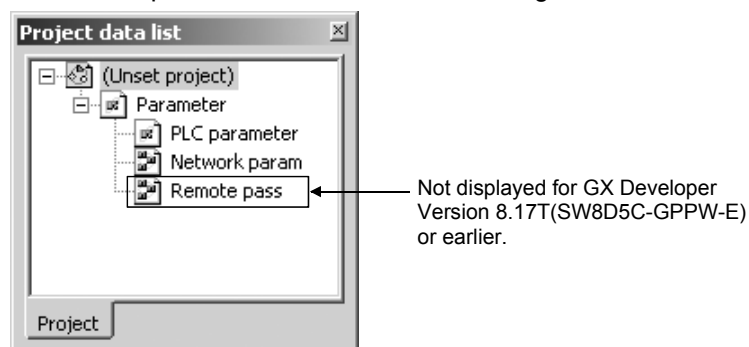 Project data list
(Unset project)
Parameter
PLC parameter
Network param
Remote pass
Not displayed for GX Developer
Version 8.17T(SW8D5C-GPPW-E)
or earlier.
Project